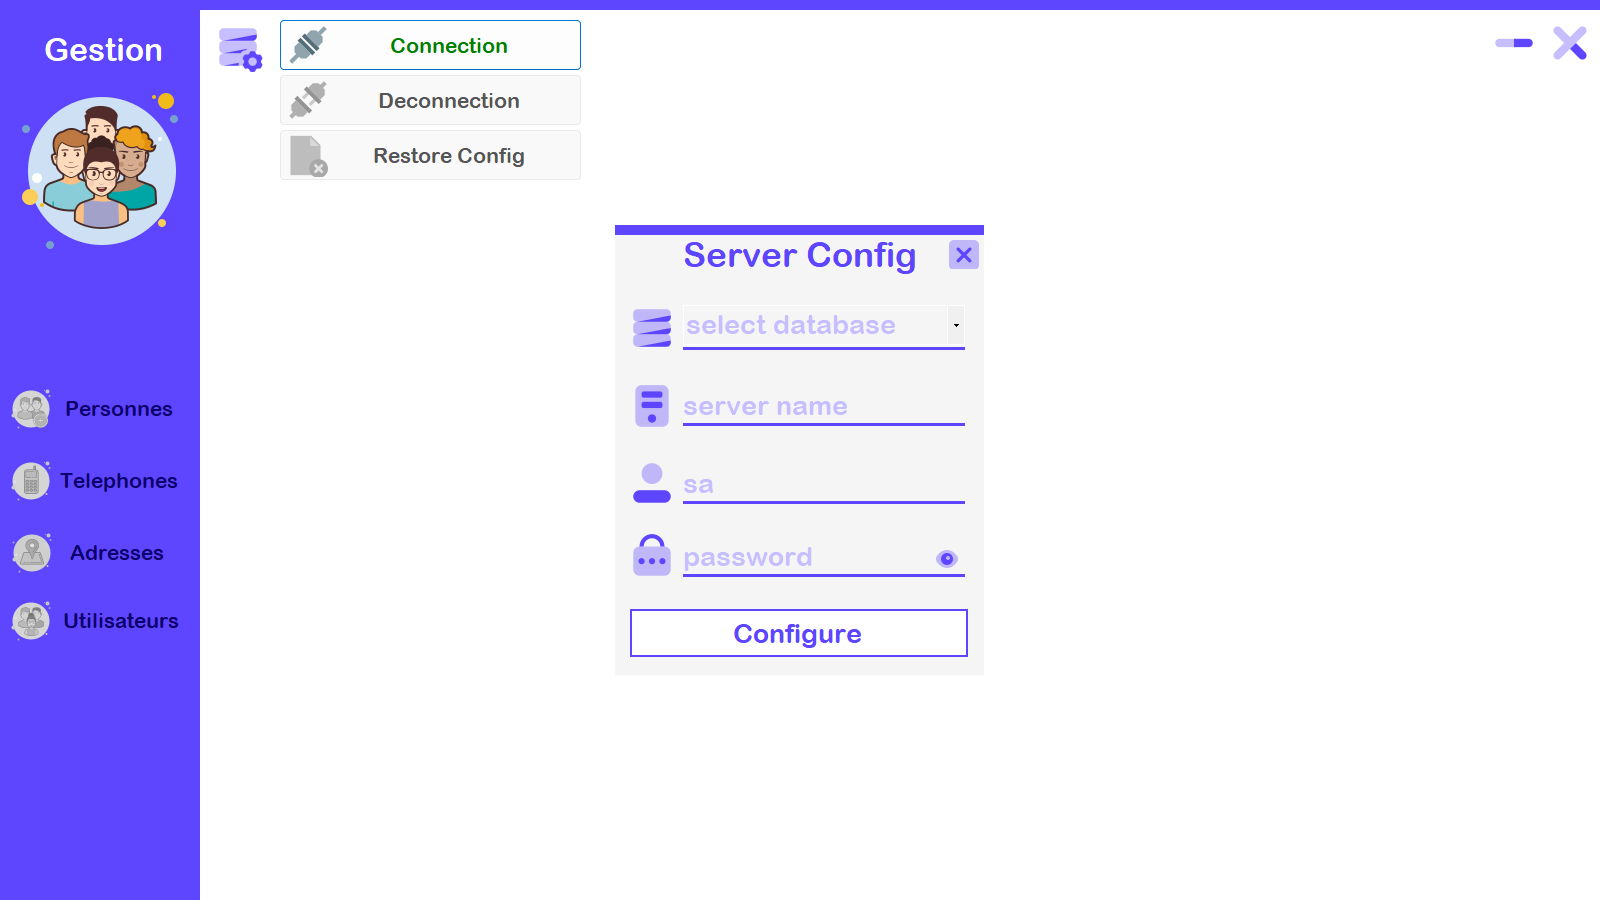 Gestion
Personnes
Telephones
Adresses
Utilisateurs
Connection
Deconnection
Restore Config
Server Config
select database
server name
sa
password
Configure